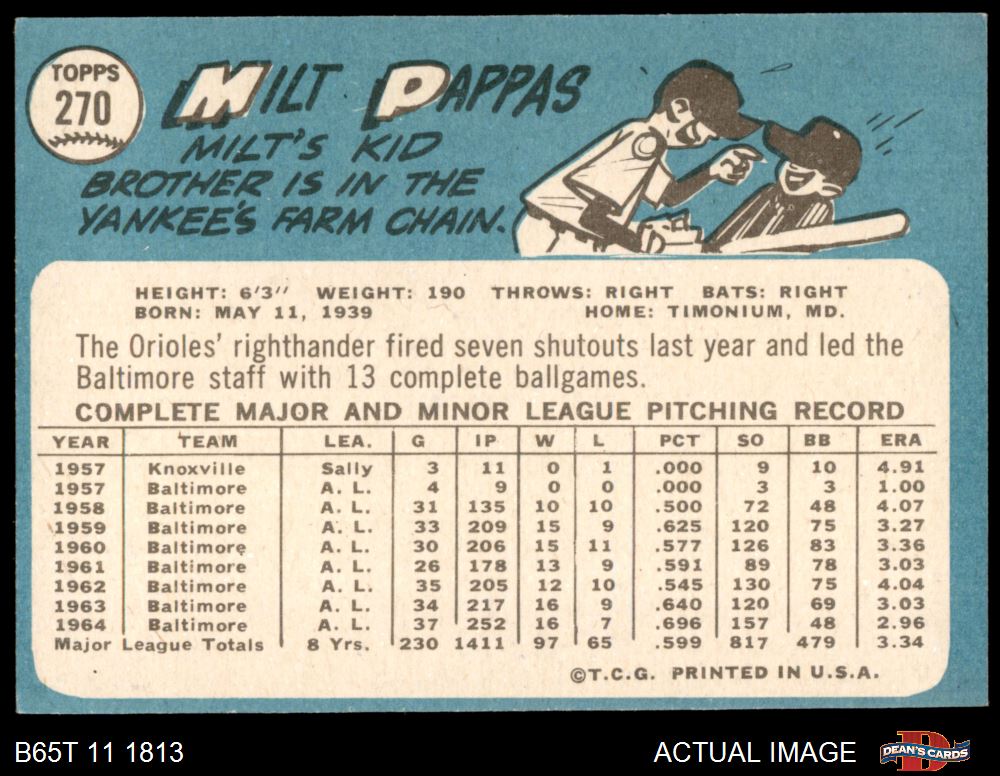 TOPPS
270
MILT PAPPAS
MILT'S KID
BROTHER IS IN THE
YANKEE'S FARM CHAIN.
HEIGHT: 6'3" WEIGHT: 190 THROWS: RIGHT BATS: RIGHT
BORN: MAY 11, 1939 HOME: TIMONIUM, MD.
The Orioles' righthander fired seven shutouts last year and led the
Baltimore staff with 13 complete ballgames.
COMPLETE MAJOR AND MINOR LEAGUE PITCHING RECORD
YEAR TEAM LEA. G IP W L PCT SO BB ERA
1957 Knoxville Sally 3 11 0 1 .000 9 10 4.91
1957 Baltimore A. L. 4 9 0 0 .000 3 3 1.00
1958 Baltimore A. L. 31 135 10 10 .500 72 48 4.07
1959 Baltimore A. L. 33 209 15 9 .625 120 75 3.27
1960 Baltimore A. L. 30 206 15 11 .577 126 83 3.36
1961 Baltimore A. L. 26 178 13 9 .591 89 78 3.03
1962 Baltimore A. L. 35 205 12 10 .545 130 75 4.04
1963 Baltimore A. L. 34 217 16 9 .640 120 69 3.03
1964 Baltimore A. L. 37 252 16 7 .696 157 48 2.96
Major League Totals 8 Yrs. 230 1411 97 65 .599 817 479 3.34
©T.C.G. PRINTED IN U.S.A.
B65T 11 1813 ACTUAL IMAGE D DEAN'S CARDS